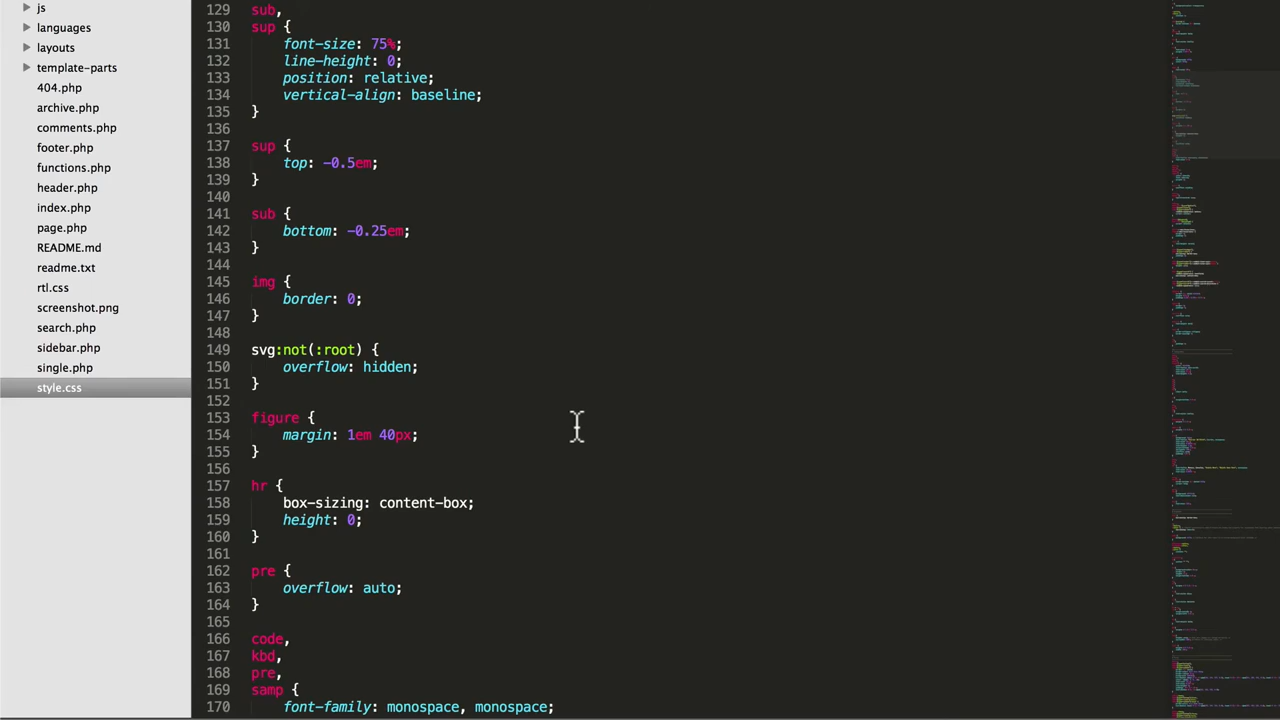 js
languages
layouts
template-parts
404.php
archive.php
comments.php
footer.php
functions.php
header.php
index.php
page.php
README.md
readme.txt
rtl.css
screenshot.png
search.php
sidebar.php
single.php
style.css
129 sub,
130 sup {
131 font-size: 75%;
132 line-height: 0;
133 position: relative;
134 vertical-align: baseline;
135 }
136
137 sup {
138 top: -0.5em;
139 }
140
141 sub {
142 bottom: -0.25em;
143 }
144
145 img {
146 border: 0;
147 }
148
149 svg:not(:root) {
150 overflow: hidden;
151 }
152
153 figure {
154 margin: 1em 40px;
155 }
156
157 hr {
158 box-sizing: content-box;
159 height: 0;
160 }
161
162 pre {
163 overflow: auto;
164 }
165
166 code,
167 kbd,
168 pre,
169 samp {
170 font-family: monospace, monospace;